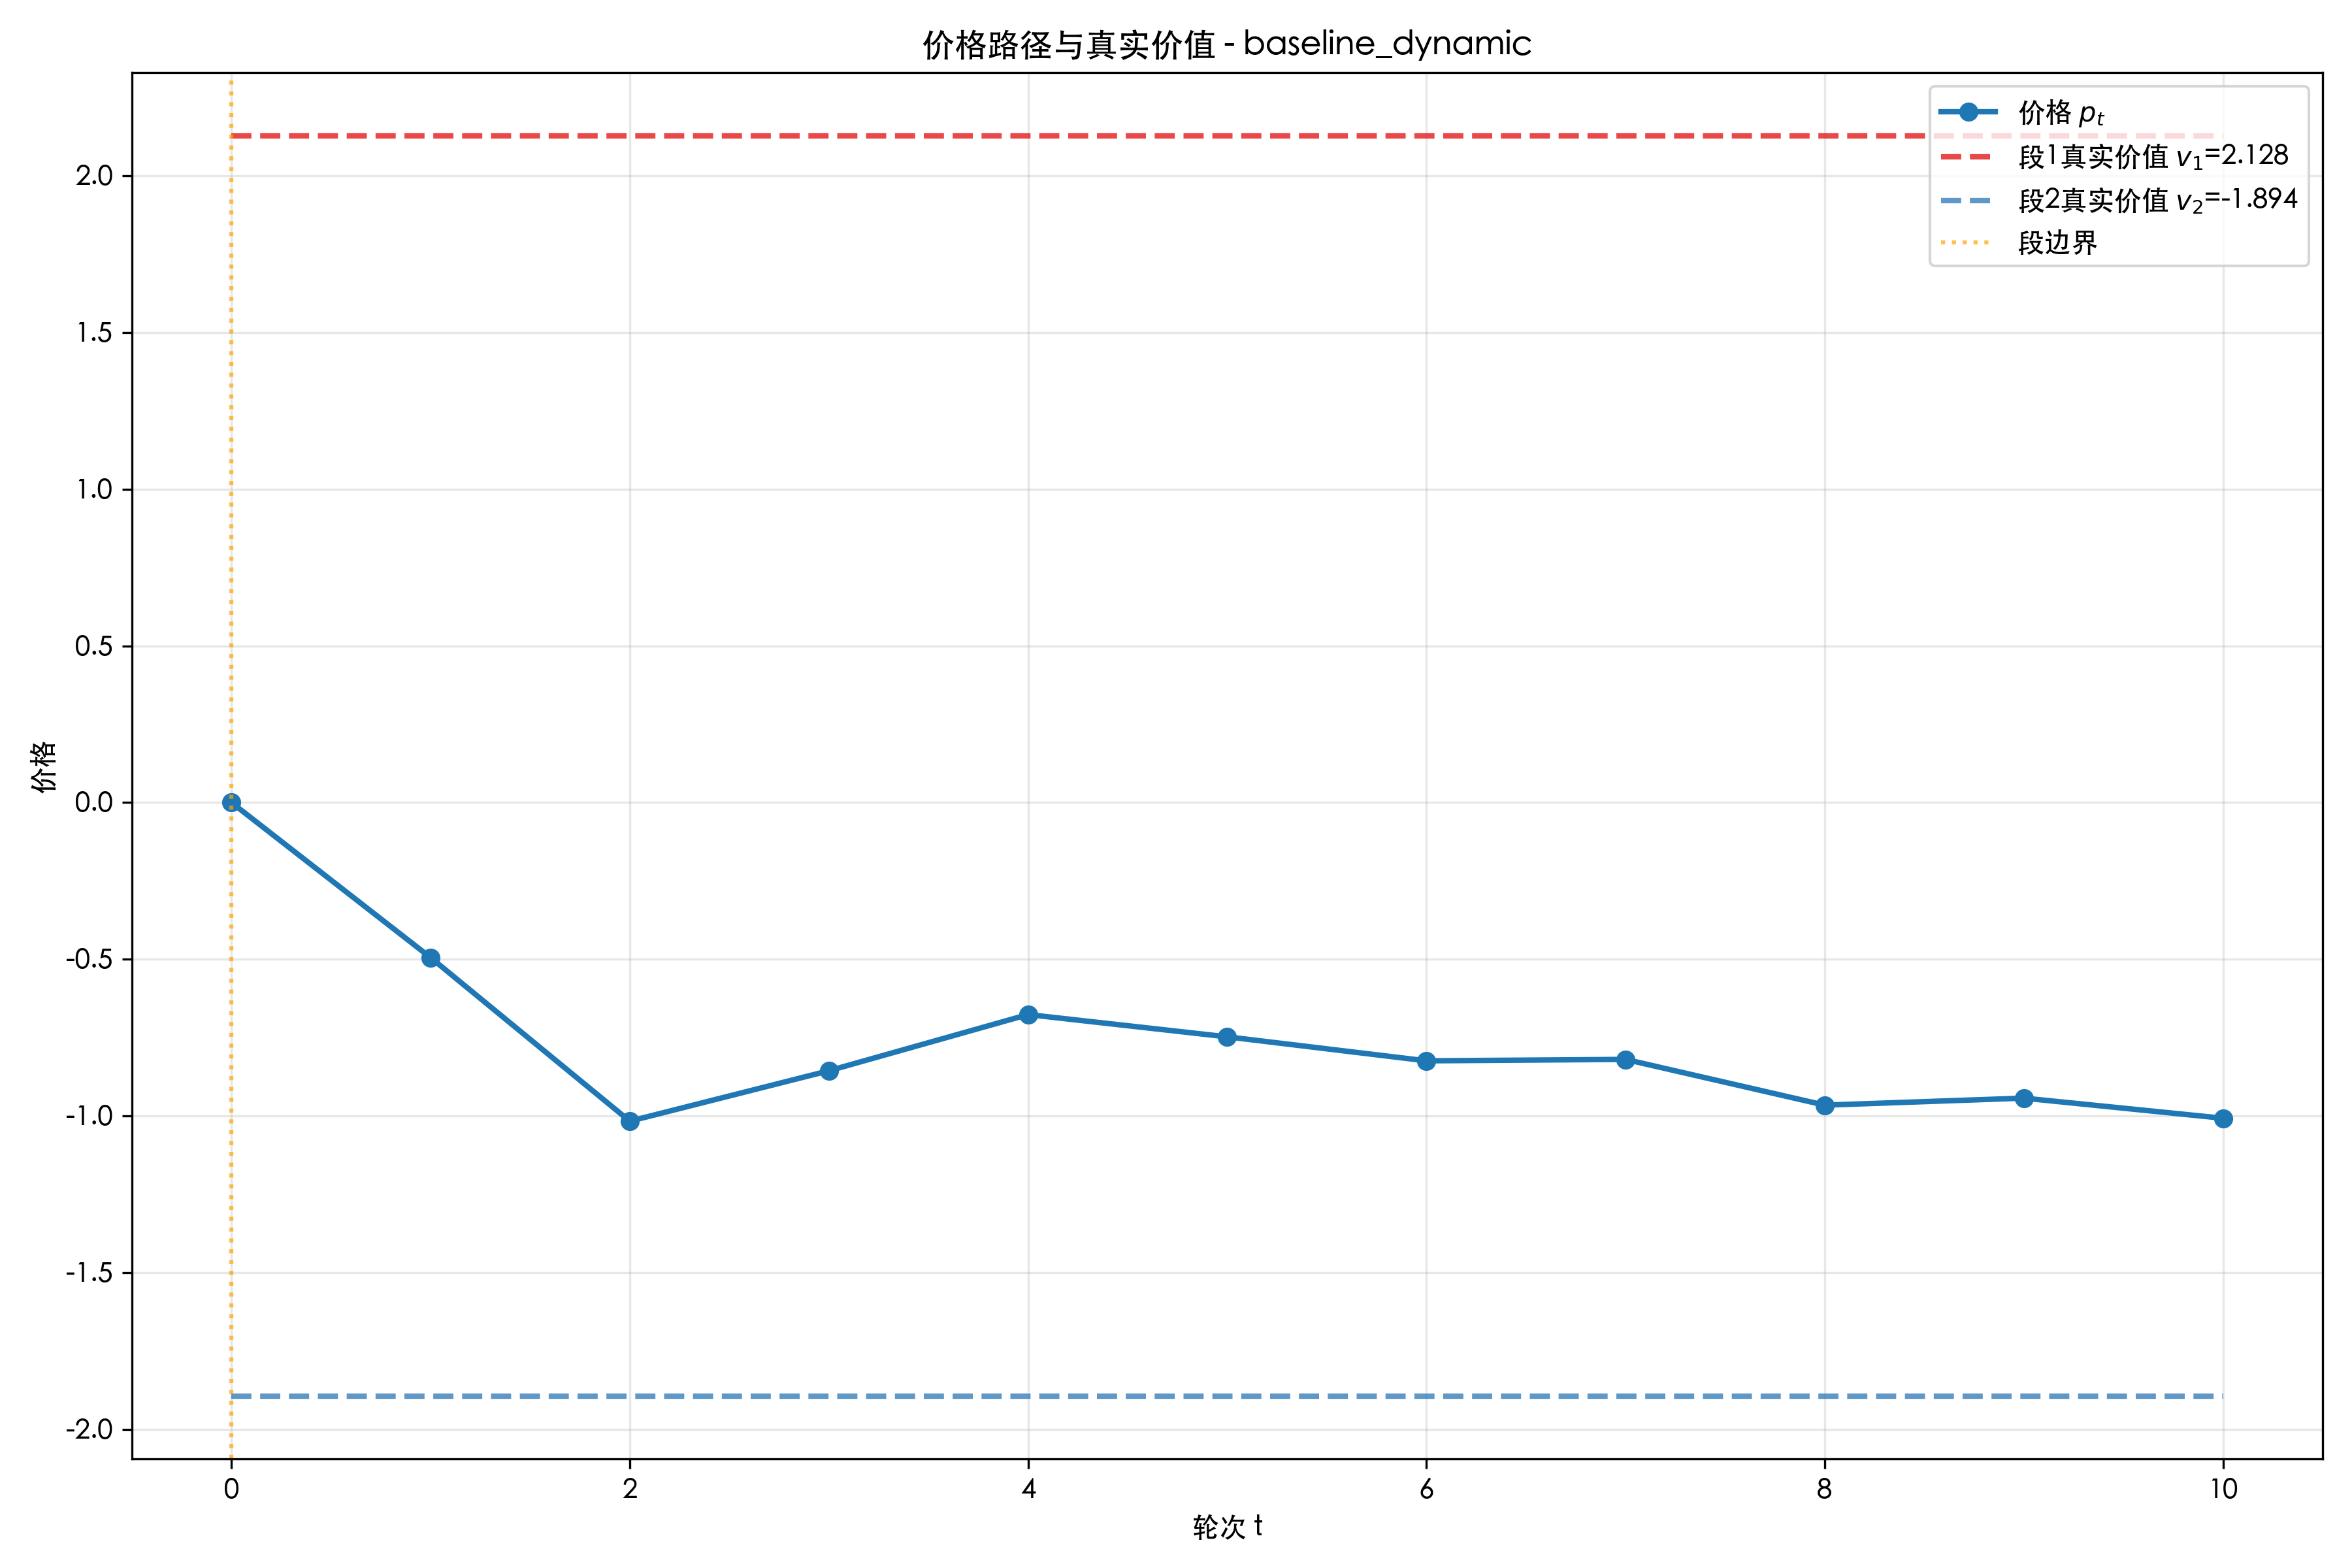 价格路径与真实价值 - baseline_dynamic
价格 pₜ
段1真实价值 v₁=2.128
段2真实价值 v₂=-1.894
段边界
价格
2.0
1.5
1.0
0.5
0.0
-0.5
-1.0
-1.5
-2.0
0
2
4
6
8
10
轮次 t